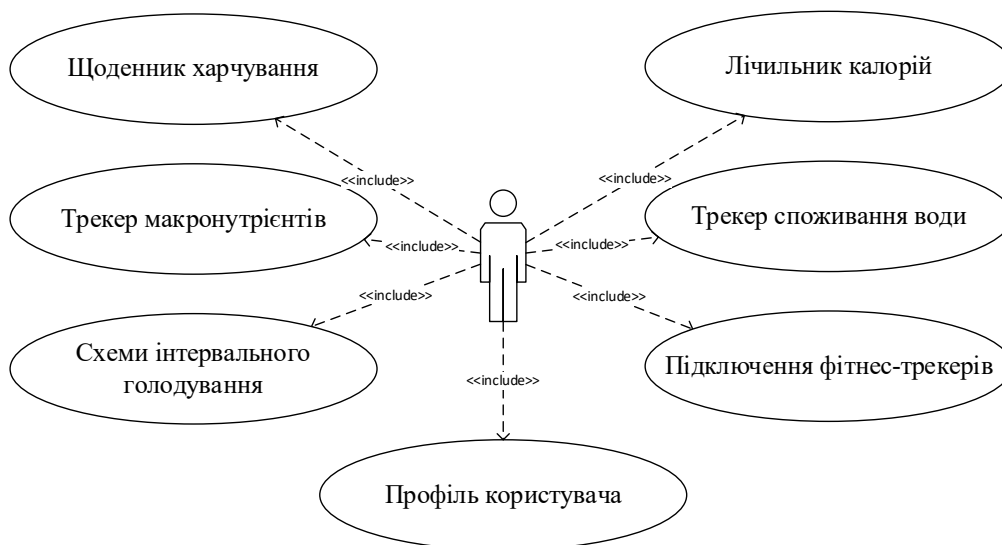 Щоденник харчування
Лічильник калорій
<<include>>
<<include>>
Трекер макронутрієнтів
Трекер споживання води
<<include>>
<<include>>
<<include>>
<<include>>
Схеми інтервального
голодування
Підключення фітнес-трекерів
<<include>>
Профіль користувача